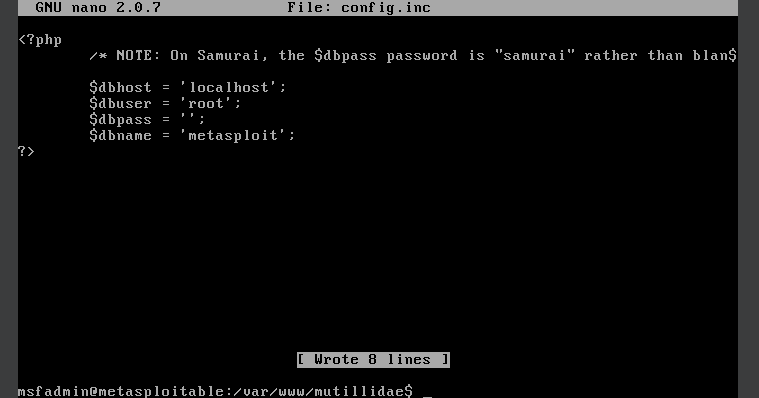 GNU nano 2.0.7 File: config.inc
<?php
/* NOTE: On Samurai, the $dbpass password is "samurai" rather than blan$
$dbhost = 'localhost';
$dbuser = 'root';
$dbpass = '';
$dbname = 'metasploit';
?>
[ Wrote 8 lines ]
msfadmin@metasploitable:/var/www/mutillidae$ _